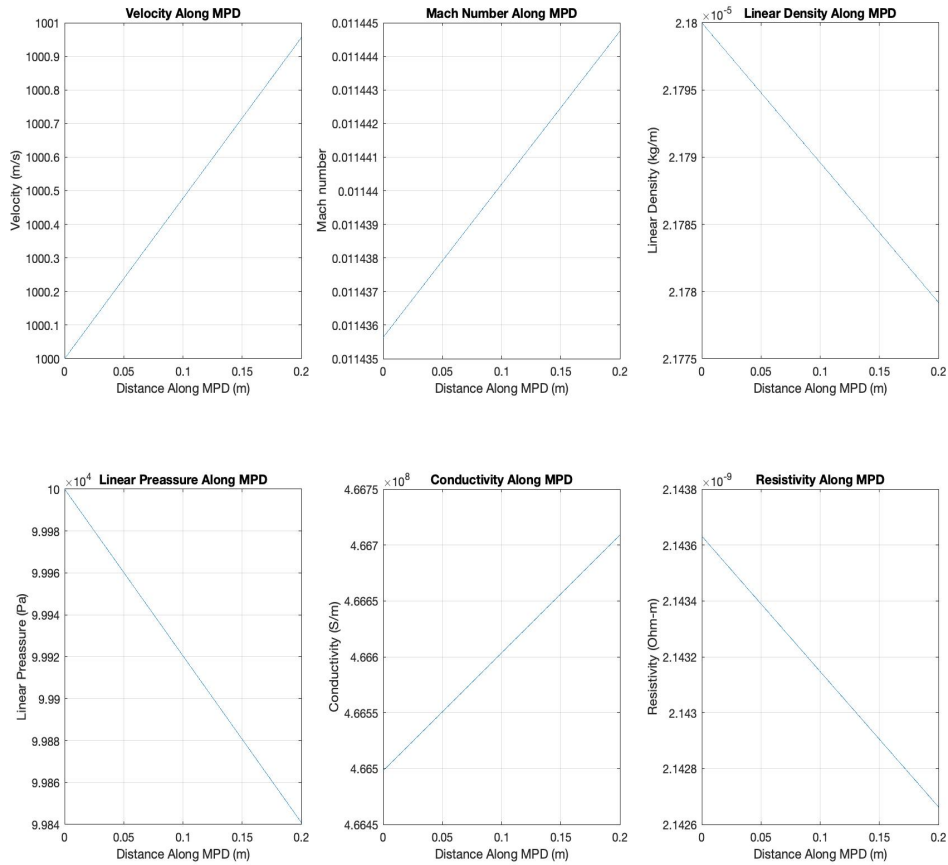 Velocity Along MPD
1001
1000.9
1000.8
1000.7
1000.6
1000.5
1000.4
1000.3
1000.2
1000.1
1000
Velocity (m/s)
0 0.05 0.1 0.15 0.2
Distance Along MPD (m)
Mach Number Along MPD
0.011445
0.011444
0.011443
0.011442
0.011441
0.01144
0.011439
0.011438
0.011437
0.011436
0.011435
Mach number
0 0.05 0.1 0.15 0.2
Distance Along MPD (m)
×10-5 Linear Density Along MPD
2.18
2.1795
2.179
2.1785
2.178
2.1775
Linear Density (kg/m)
0 0.05 0.1 0.15 0.2
Distance Along MPD (m)
×104 Linear Preassure Along MPD
10
9.998
9.996
9.994
9.992
9.99
9.988
9.986
9.984
Linear Preassure (Pa)
0 0.05 0.1 0.15 0.2
Distance Along MPD (m)
×108 Conductivity Along MPD
4.6675
4.667
4.6665
4.666
4.6655
4.665
4.6645
Conductivity (S/m)
0 0.05 0.1 0.15 0.2
Distance Along MPD (m)
×10-9 Resistivity Along MPD
2.1438
2.1436
2.1434
2.1432
2.143
2.1428
2.1426
Resistivity (Ohm-m)
0 0.05 0.1 0.15 0.2
Distance Along MPD (m)